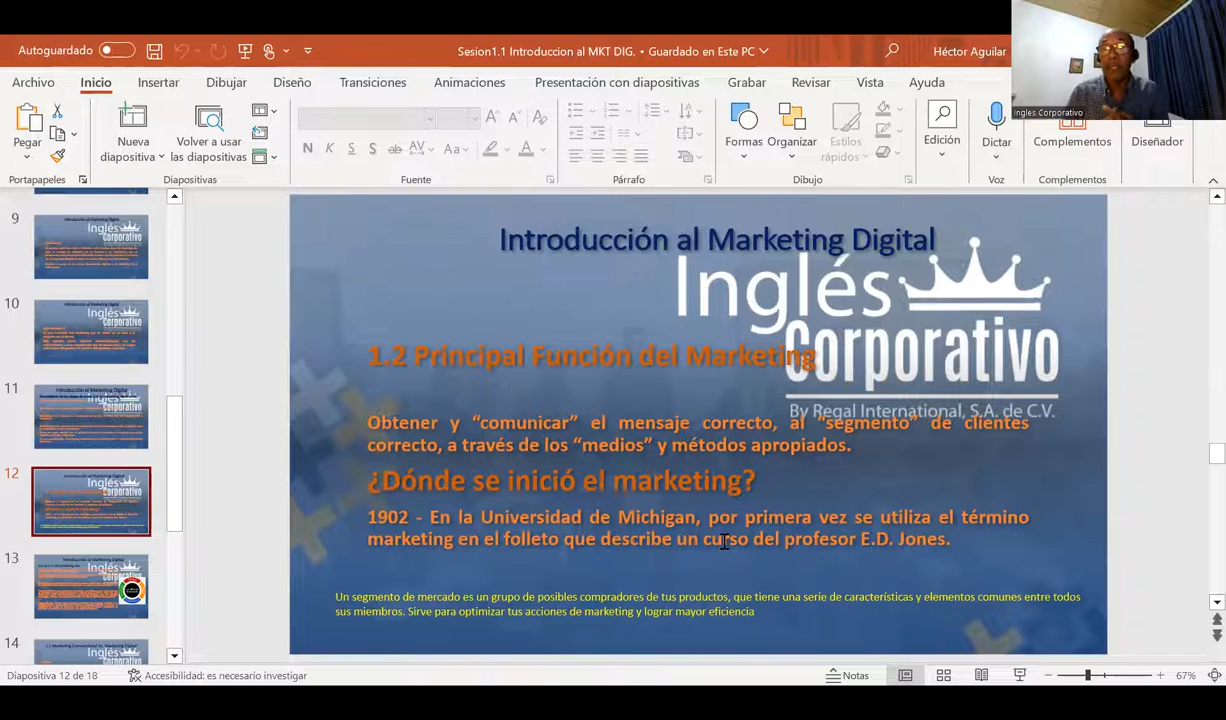 Autoguardado
Sesion1.1 Introduccion al MKT DIG. • Guardado en Este PC
Héctor Aguilar
Ingles Corporativo
Archivo
Inicio
Insertar
Dibujar
Diseño
Transiciones
Animaciones
Presentación con diapositivas
Grabar
Revisar
Vista
Ayuda
Pegar
Nueva
diapositiva
Volver a usar
las diapositivas
N K S S ab AV Aa A
Formas
Organizar
Estilos
rápidos
Edición
Dictar
Complementos
Diseñador
Portapapeles
Diapositivas
Fuente
Párrafo
Dibujo
Voz
Complementos
9
10
11
12
13
14
Introducción al Marketing Digital
Inglés
Corporativo
By Regal International, S.A. de C.V.
1.2 Principal Función del Marketing
Obtener y “comunicar” el mensaje correcto, al “segmento” de clientes
correcto, a través de los “medios” y métodos apropiados.
¿Dónde se inició el marketing?
1902 - En la Universidad de Michigan, por primera vez se utiliza el término
marketing en el folleto que describe un curso del profesor E.D. Jones.
Un segmento de mercado es un grupo de posibles compradores de tus productos, que tiene una serie de características y elementos comunes entre todos
sus miembros. Sirve para optimizar tus acciones de marketing y lograr mayor eficiencia
Diapositiva 12 de 18
Accesibilidad: es necesario investigar
Notas
67%